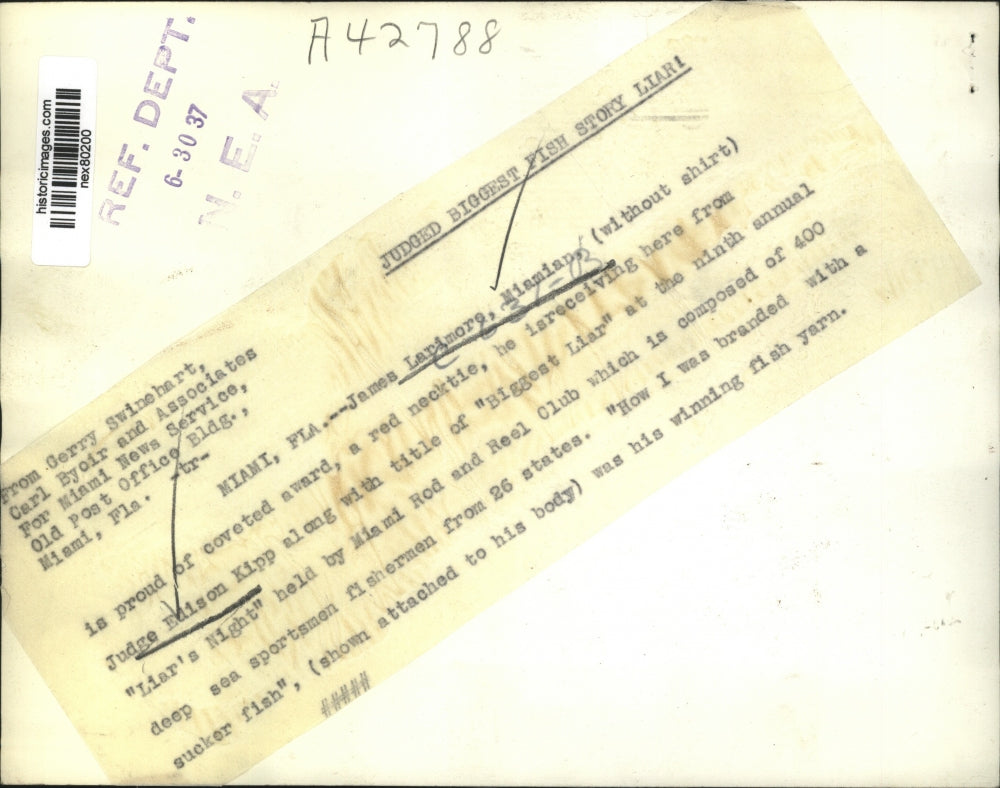 A42788
historicimages.com
nex80200
REF. DEPT.
6-30 37
N. E. A.
JUDGED BIGGEST FISH STORY LIAR!
From Gerry Swinehart,
Carl Byoir and Associates
For Miami News Service,
Old Post Office Bldg.,
Miami, Fla. -tr-
MIAMI, FLA.--James Larimore, Miamian, (without shirt)
is proud of coveted award, a red necktie, he isreceiving here from
Judge Edison Kipp along with title of "Biggest Liar" at the ninth annual
"Liar's Night" held by Miami Rod and Reel Club which is composed of 400
deep sea sportsmen fishermen from 26 states. "How I was branded with a
sucker fish", (shown attached to his body) was his winning fish yarn.
#####